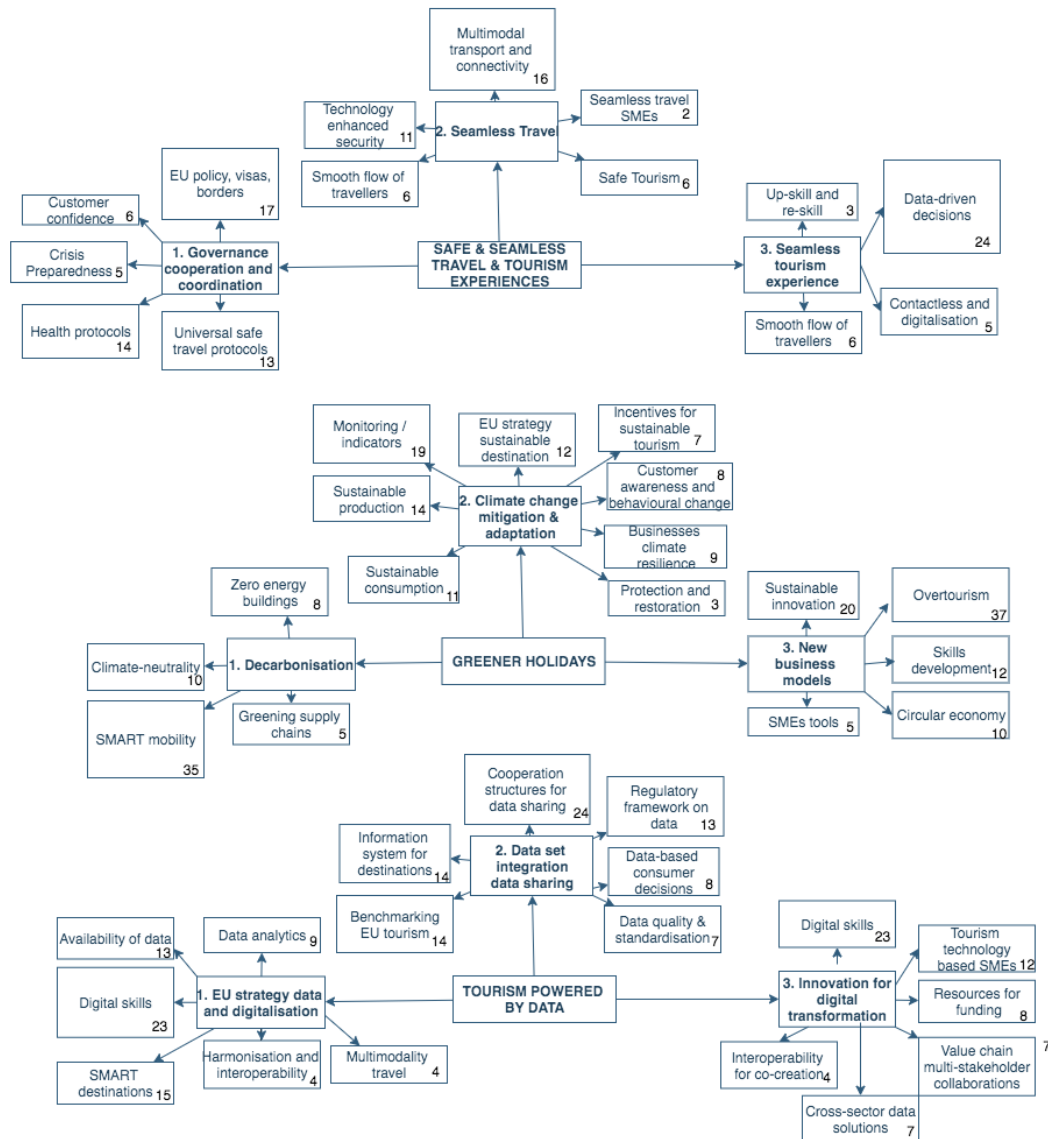 Multimodal
transport and
connectivity
16
Technology
enhanced
security
11
2. Seamless Travel
Seamless travel
SMEs
2
Smooth flow of
travellers
6
Safe Tourism
6
EU policy, visas,
borders
17
Customer
confidence
6
Crisis
Preparedness
5
1. Governance
cooperation and
coordination
Health protocols
14
Universal safe
travel protocols
13
SAFE & SEAMLESS
TRAVEL & TOURISM
EXPERIENCES
Up-skill and
re-skill
3
Data-driven
decisions
24
3. Seamless
tourism
experience
Contactless and
digitalisation
5
Smooth flow of
travellers
6
Monitoring /
indicators
19
EU strategy
sustainable
destination
12
Incentives for
sustainable
tourism
7
Sustainable
production
14
2. Climate change
mitigation &
adaptation
Customer
awareness and
behavioural change
8
Businesses
climate
resilience
9
Sustainable
consumption
11
Protection and
restoration
3
Zero energy
buildings
8
Climate-neutrality
10
1. Decarbonisation
SMART mobility
35
Greening supply
chains
5
GREENER HOLIDAYS
Sustainable
innovation
20
Overtourism
37
3. New
business
models
Skills
development
12
SMEs tools
5
Circular economy
10
Cooperation
structures for
data sharing
24
Regulatory
framework on
data
13
Information
system for
destinations
14
2. Data set
integration
data sharing
Data-based
consumer
decisions
8
Benchmarking
EU tourism
14
Data quality &
standardisation
7
Availability of data
13
Data analytics
9
Digital skills
23
1. EU strategy data
and digitalisation
SMART
destinations
15
Harmonisation and
interoperability
4
Multimodality
travel
4
TOURISM POWERED
BY DATA
Digital skills
23
Tourism
technology
based SMEs
12
3. Innovation for
digital
transformation
Resources for
funding
8
Interoperability
for co-creation
4
Value chain
multi-stakeholder
collaborations
7
Cross-sector data
solutions
7